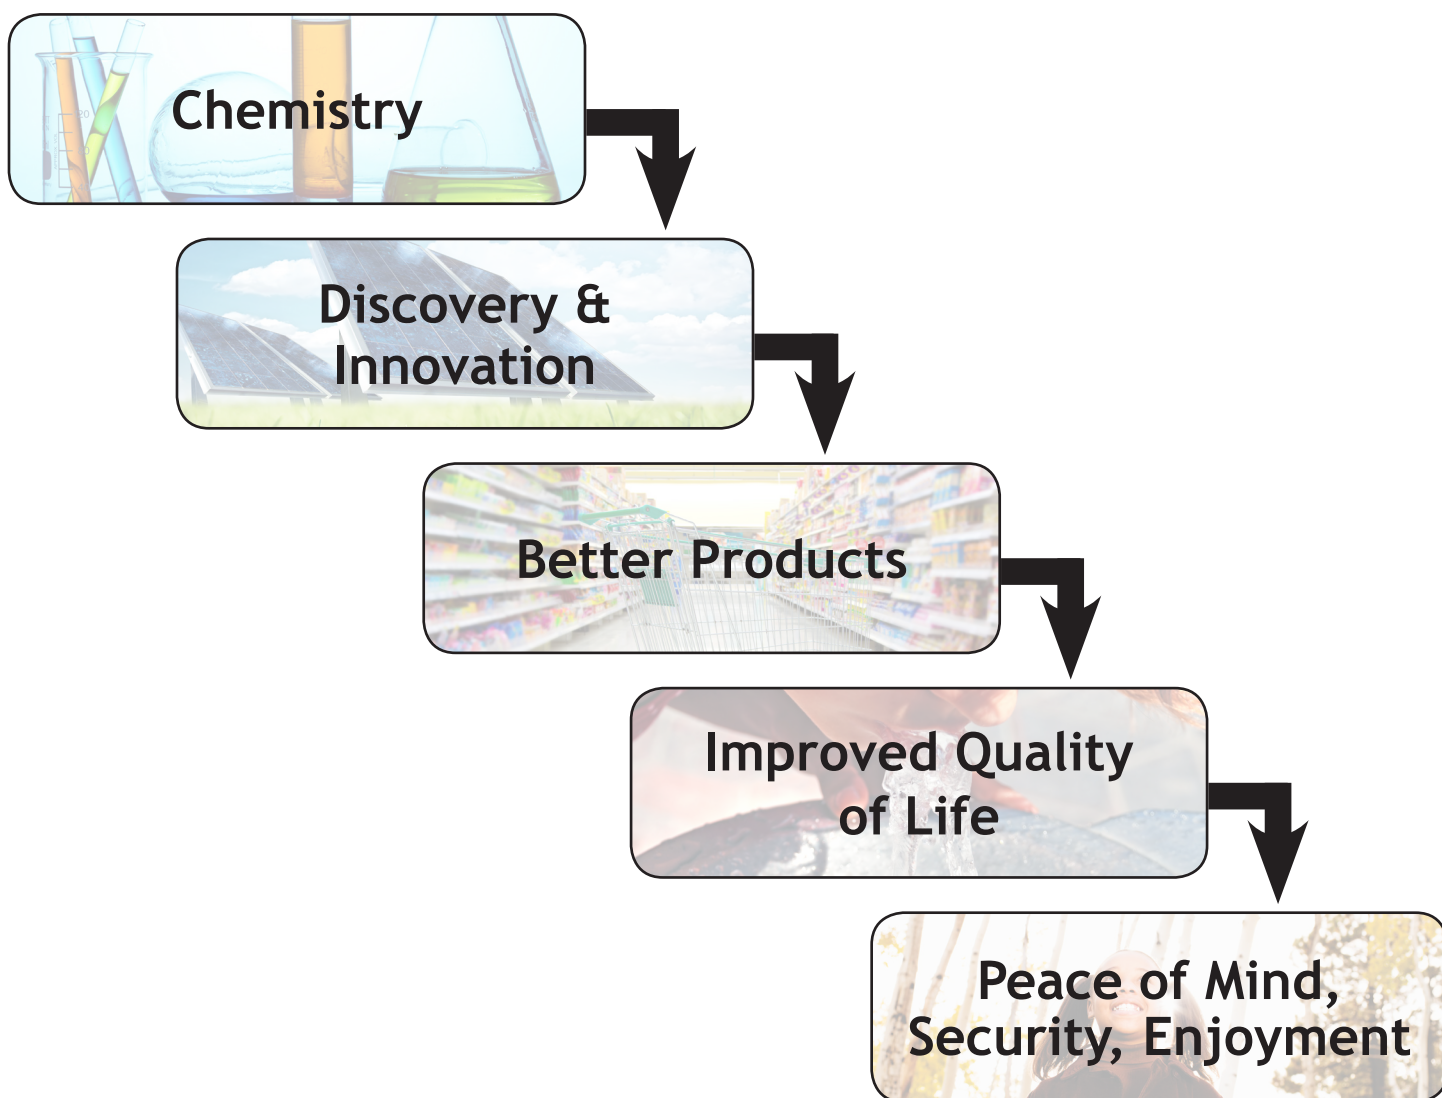 Chemistry
Discovery &
Innovation
Better Products
Improved Quality
of Life
Peace of Mind,
Security, Enjoyment